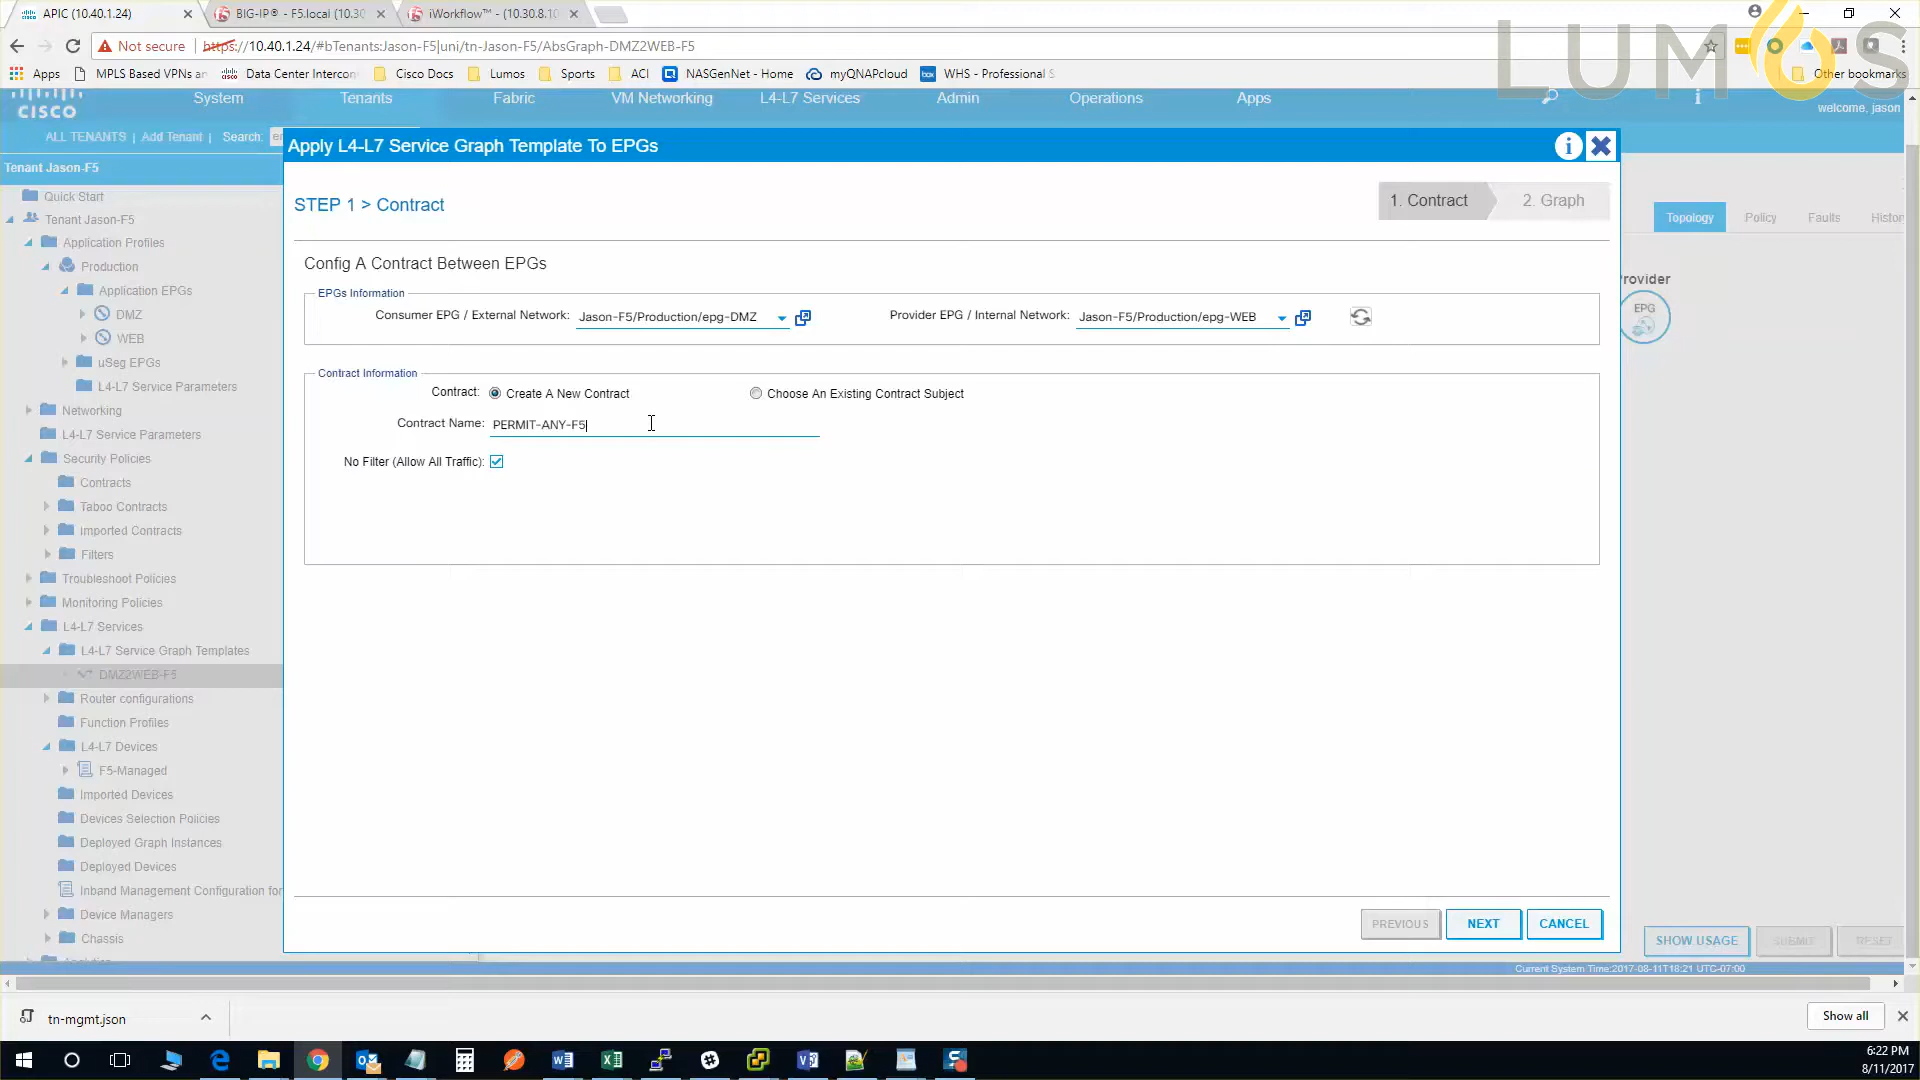 APIC (10.40.1.24)
BIG-IP® - F5.local (10.30
iWorkflow™ - (10.30.8.10
Not secure
https://10.40.1.24/#bTenants:Jason-F5|uni/tn-Jason-F5/AbsGraph-DMZ2WEB-F5
LUMOS
Apps
MPLS Based VPNs an
Data Center Intercon
Cisco Docs
Lumos
Sports
ACI
NASGenNet - Home
myQNAPcloud
WHS - Professional S
Other bookmarks
CISCO
System
Tenants
Fabric
VM Networking
L4-L7 Services
Admin
Operations
Apps
welcome, jason
ALL TENANTS | Add Tenant | Search:
Tenant Jason-F5
Quick Start
Tenant Jason-F5
Application Profiles
Production
Application EPGs
DMZ
WEB
uSeg EPGs
L4-L7 Service Parameters
Networking
L4-L7 Service Parameters
Security Policies
Contracts
Taboo Contracts
Imported Contracts
Filters
Troubleshoot Policies
Monitoring Policies
L4-L7 Services
L4-L7 Service Graph Templates
DMZ2WEB-F5
Router configurations
Function Profiles
L4-L7 Devices
F5-Managed
Imported Devices
Devices Selection Policies
Deployed Graph Instances
Deployed Devices
Inband Management Configuration for
Device Managers
Chassis
Apply L4-L7 Service Graph Template To EPGs
STEP 1 > Contract
1. Contract
2. Graph
Config A Contract Between EPGs
EPGs Information
Consumer EPG / External Network: Jason-F5/Production/epg-DMZ
Provider EPG / Internal Network: Jason-F5/Production/epg-WEB
Contract Information
Contract: Create A New Contract
Choose An Existing Contract Subject
Contract Name: PERMIT-ANY-F5
No Filter (Allow All Traffic):
PREVIOUS
NEXT
CANCEL
Topology
Policy
Faults
Histor
rovider
EPG
SHOW USAGE
SUBMIT
RESET
Current System Time:2017-08-11T18:21 UTC-07:00
tn-mgmt.json
Show all
6:22 PM
8/11/2017